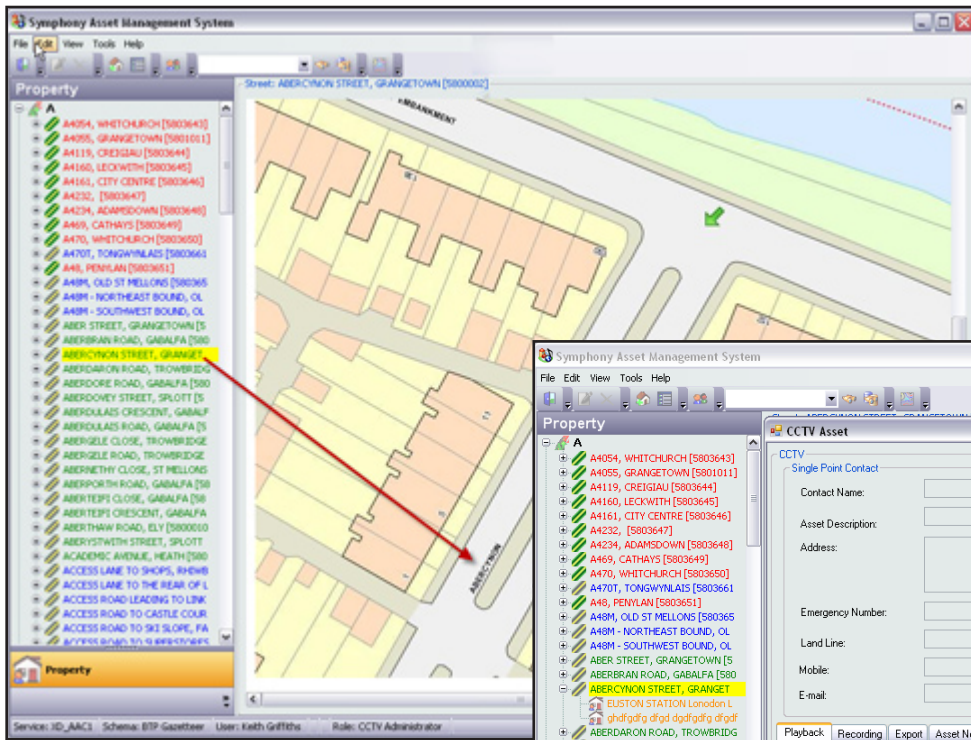 Symphony Asset Management System
File Edit View Tools Help
Property
Street: ABERCYNON STREET, GRANGETOWN [5800002]
A
A4054, WHITCHURCH [5803643]
A4055, GRANGETOWN [5801011]
A4119, CREIGIAU [5803644]
A4160, LECKWITH [5803645]
A4161, CITY CENTRE [5803646]
A4232, [5803647]
A4234, ADAMSDOWN [5803648]
A469, CATHAYS [5803649]
A470, WHITCHURCH [5803650]
A470T, TONGWYNLAIS [5803661
A48, PENYLAN [5803651]
A48M, OLD ST MELLONS [580365
A48M - NORTHEAST BOUND, OL
A48M - SOUTHWEST BOUND, OL
ABER STREET, GRANGETOWN [5
ABERBRAN ROAD, GABALFA [580
ABERCYNON STREET, GRANGET
ABERDARON ROAD, TROWBRIDG
ABERDORE ROAD, GABALFA [580
ABERDOVEY STREET, SPLOTT [5
ABERDULAIS CRESCENT, GABALF
ABERDULAIS ROAD, GABALFA [580
ABERGELE CLOSE, TROWBRIDGE
ABERGELE ROAD, TROWBRIDGE
ABERNETHY CLOSE, ST MELLONS
ABERPORTH ROAD, GABALFA [58
ABERTEIFI CLOSE, GABALFA [58
ABERTEIFI CRESCENT, GABALFA
ABERTHAW ROAD, ELY [5800010
ABERYSTWITH STREET, SPLOTT
ACADEMIC AVENUE, HEATH [580
ACCESS LANE TO SHOPS, RHIWB
ACCESS LANE TO THE REAR OF L
ACCESS ROAD LEADING TO LINK
ACCESS ROAD TO CASTLE COUR
ACCESS ROAD TO SKI SLOPE, FA
ACCESS ROAD TO SUPERSTORES
Property
Service: XD_AAC1 Schema: BTP Gazetteer User: Keith Griffiths Role: CCTV Administrator
EMBANKMENT
ABERCYNON
Symphony Asset Management System
File Edit View Tools Help
Property
A
A4054, WHITCHURCH [5803643]
A4055, GRANGETOWN [5801011]
A4119, CREIGIAU [5803644]
A4160, LECKWITH [5803645]
A4161, CITY CENTRE [5803646]
A4232, [5803647]
A4234, ADAMSDOWN [5803648]
A469, CATHAYS [5803649]
A470, WHITCHURCH [5803650]
A470T, TONGWYNLAIS [5803661
A48, PENYLAN [5803651]
A48M, OLD ST MELLONS [580365
A48M - NORTHEAST BOUND, OL
A48M - SOUTHWEST BOUND, OL
ABER STREET, GRANGETOWN [5
ABERBRAN ROAD, GABALFA [580
ABERCYNON STREET, GRANGET
EUSTON STATION Lonodon L
ghdfgdfg dfgd dgdfgdfg dfgdf
ABERDARON ROAD, TROWBRIDG
CCTV Asset
CCTV
Single Point Contact
Contact Name:
Asset Description:
Address:
Emergency Number:
Land Line:
Mobile:
E-mail:
Playback Recording Export Asset No